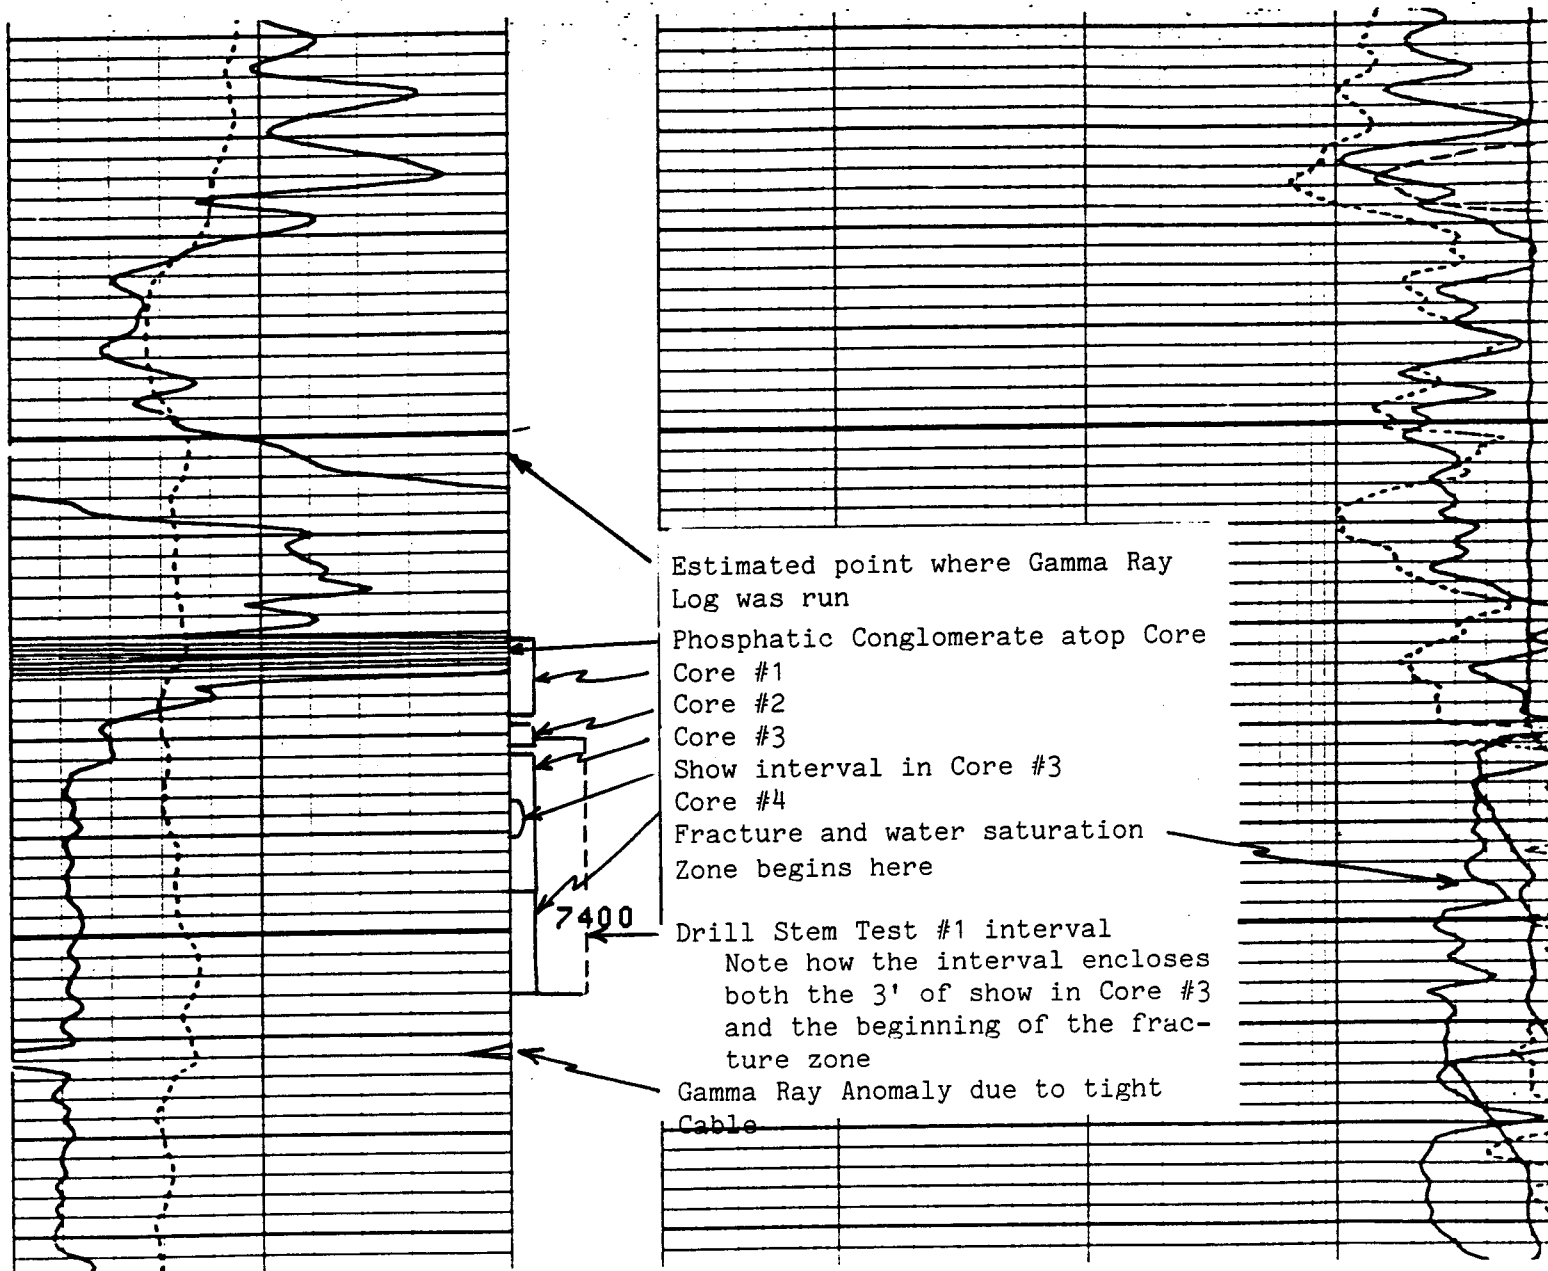 Estimated point where Gamma Ray
Log was run
Phosphatic Conglomerate atop Core
Core #1
Core #2
Core #3
Show interval in Core #3
Core #4
Fracture and water saturation
Zone begins here
7400
Drill Stem Test #1 interval
Note how the interval encloses
both the 3' of show in Core #3
and the beginning of the frac-
ture zone
Gamma Ray Anomaly due to tight
Cable